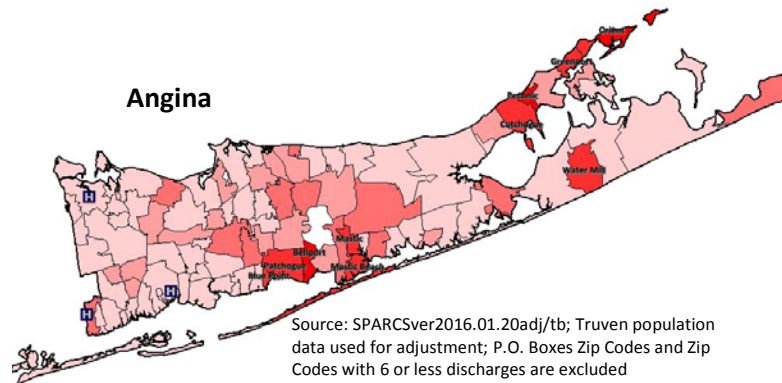 Orient
Greenport
Angina
Peconic
Cutchogue
Water Mill
H
Mastic
Bellport
Patchogue
Mastic Beach
Blue Point
H
H
Source: SPARCSver2016.01.20adj/tb; Truven population
data used for adjustment; P.O. Boxes Zip Codes and Zip
Codes with 6 or less discharges are excluded